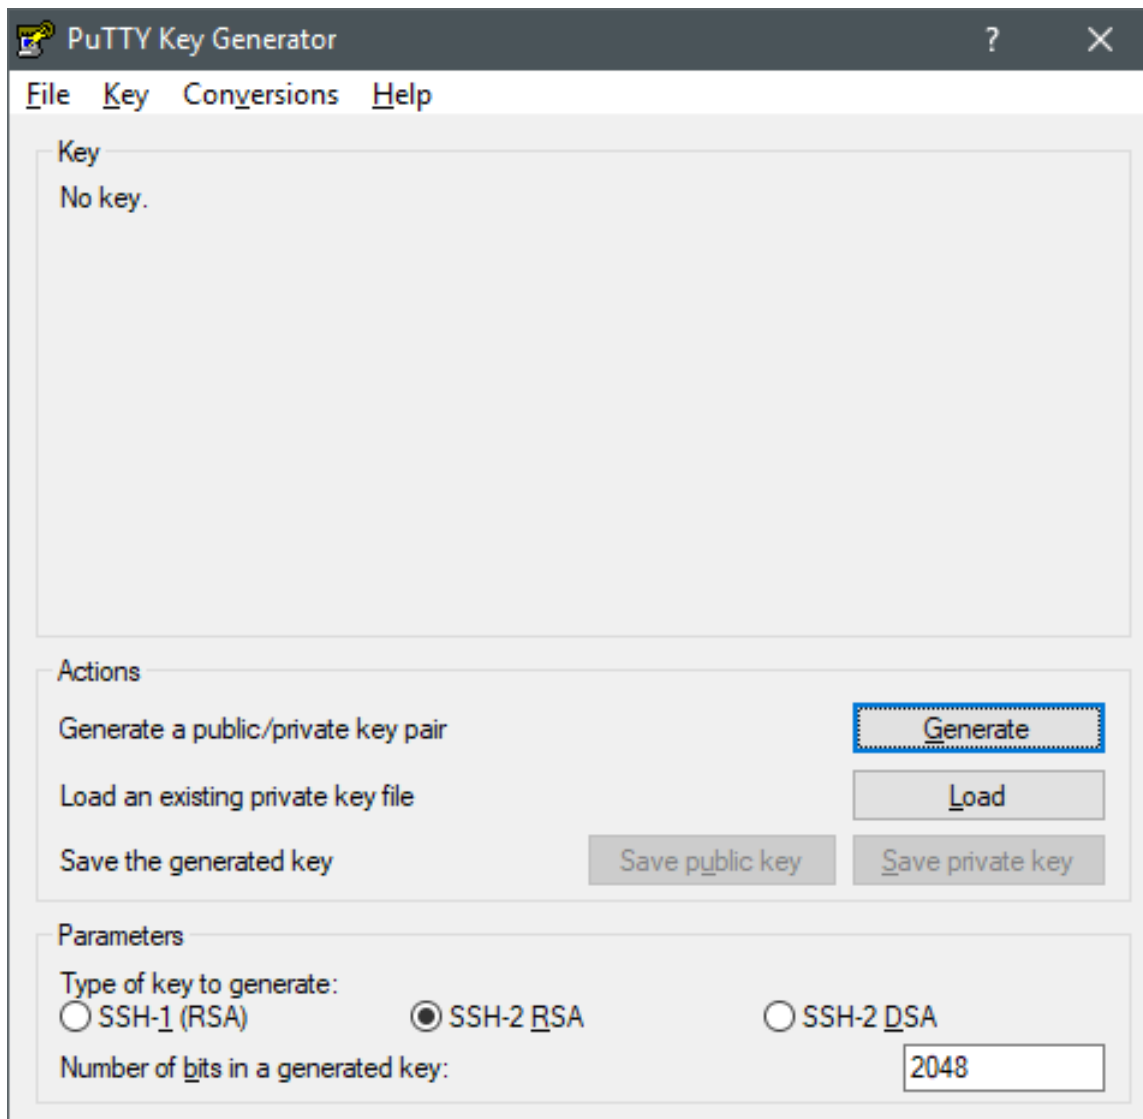 PuTTY Key Generator ? ×
File Key Conversions Help
Key
No key.
Actions
Generate a public/private key pair Generate
Load an existing private key file Load
Save the generated key Save public key Save private key
Parameters
Type of key to generate:
SSH-1 (RSA) SSH-2 RSA SSH-2 DSA
Number of bits in a generated key: 2048